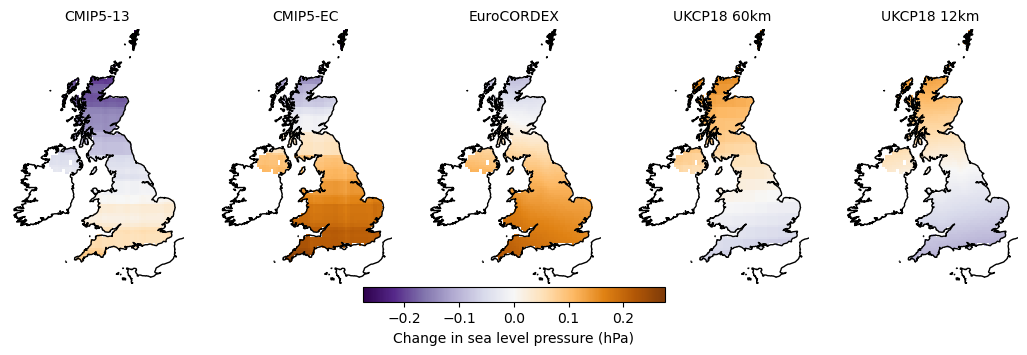 CMIP5-13 CMIP5-EC EuroCORDEX UKCP18 60km UKCP18 12km
−0.2 −0.1 0.0 0.1 0.2
Change in sea level pressure (hPa)